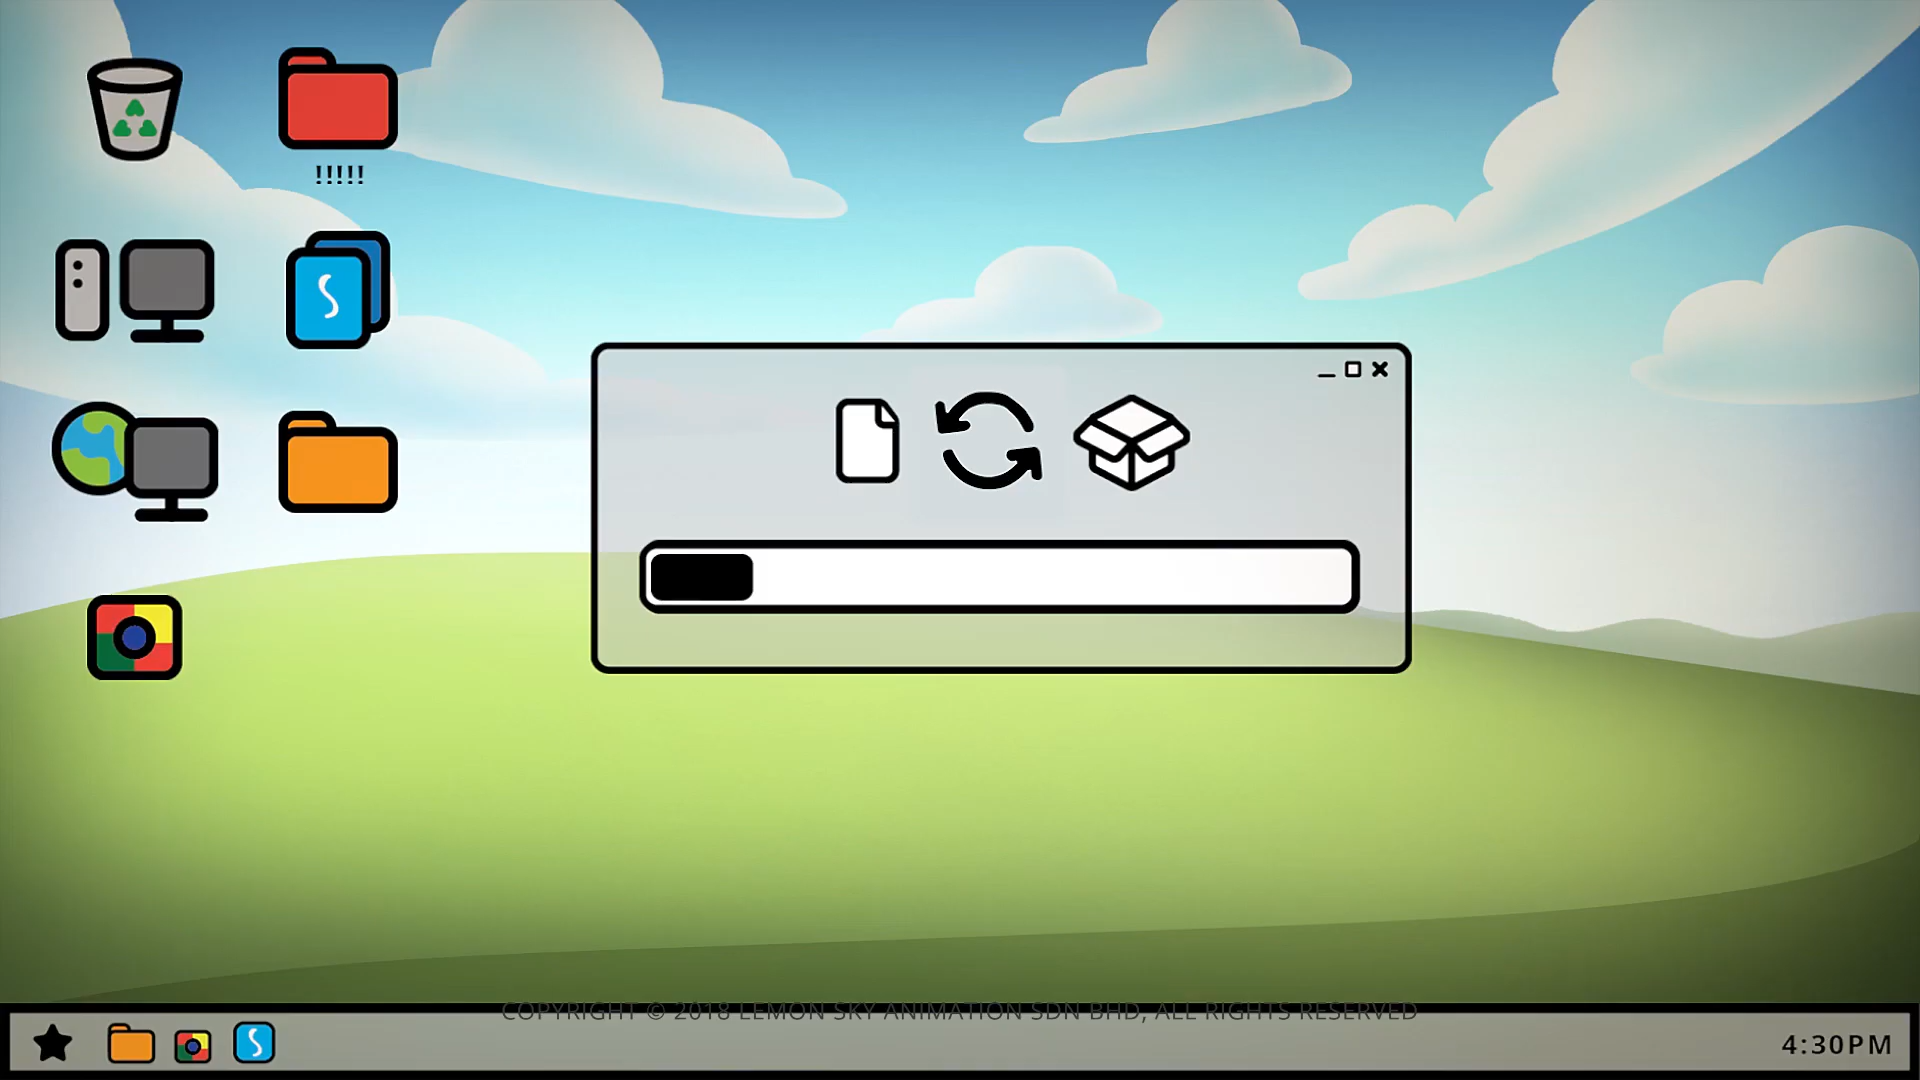 !!!!!
COPYRIGHT © 2018 LEMON SKY ANIMATION SDN BHD, ALL RIGHTS RESERVED
4:30PM